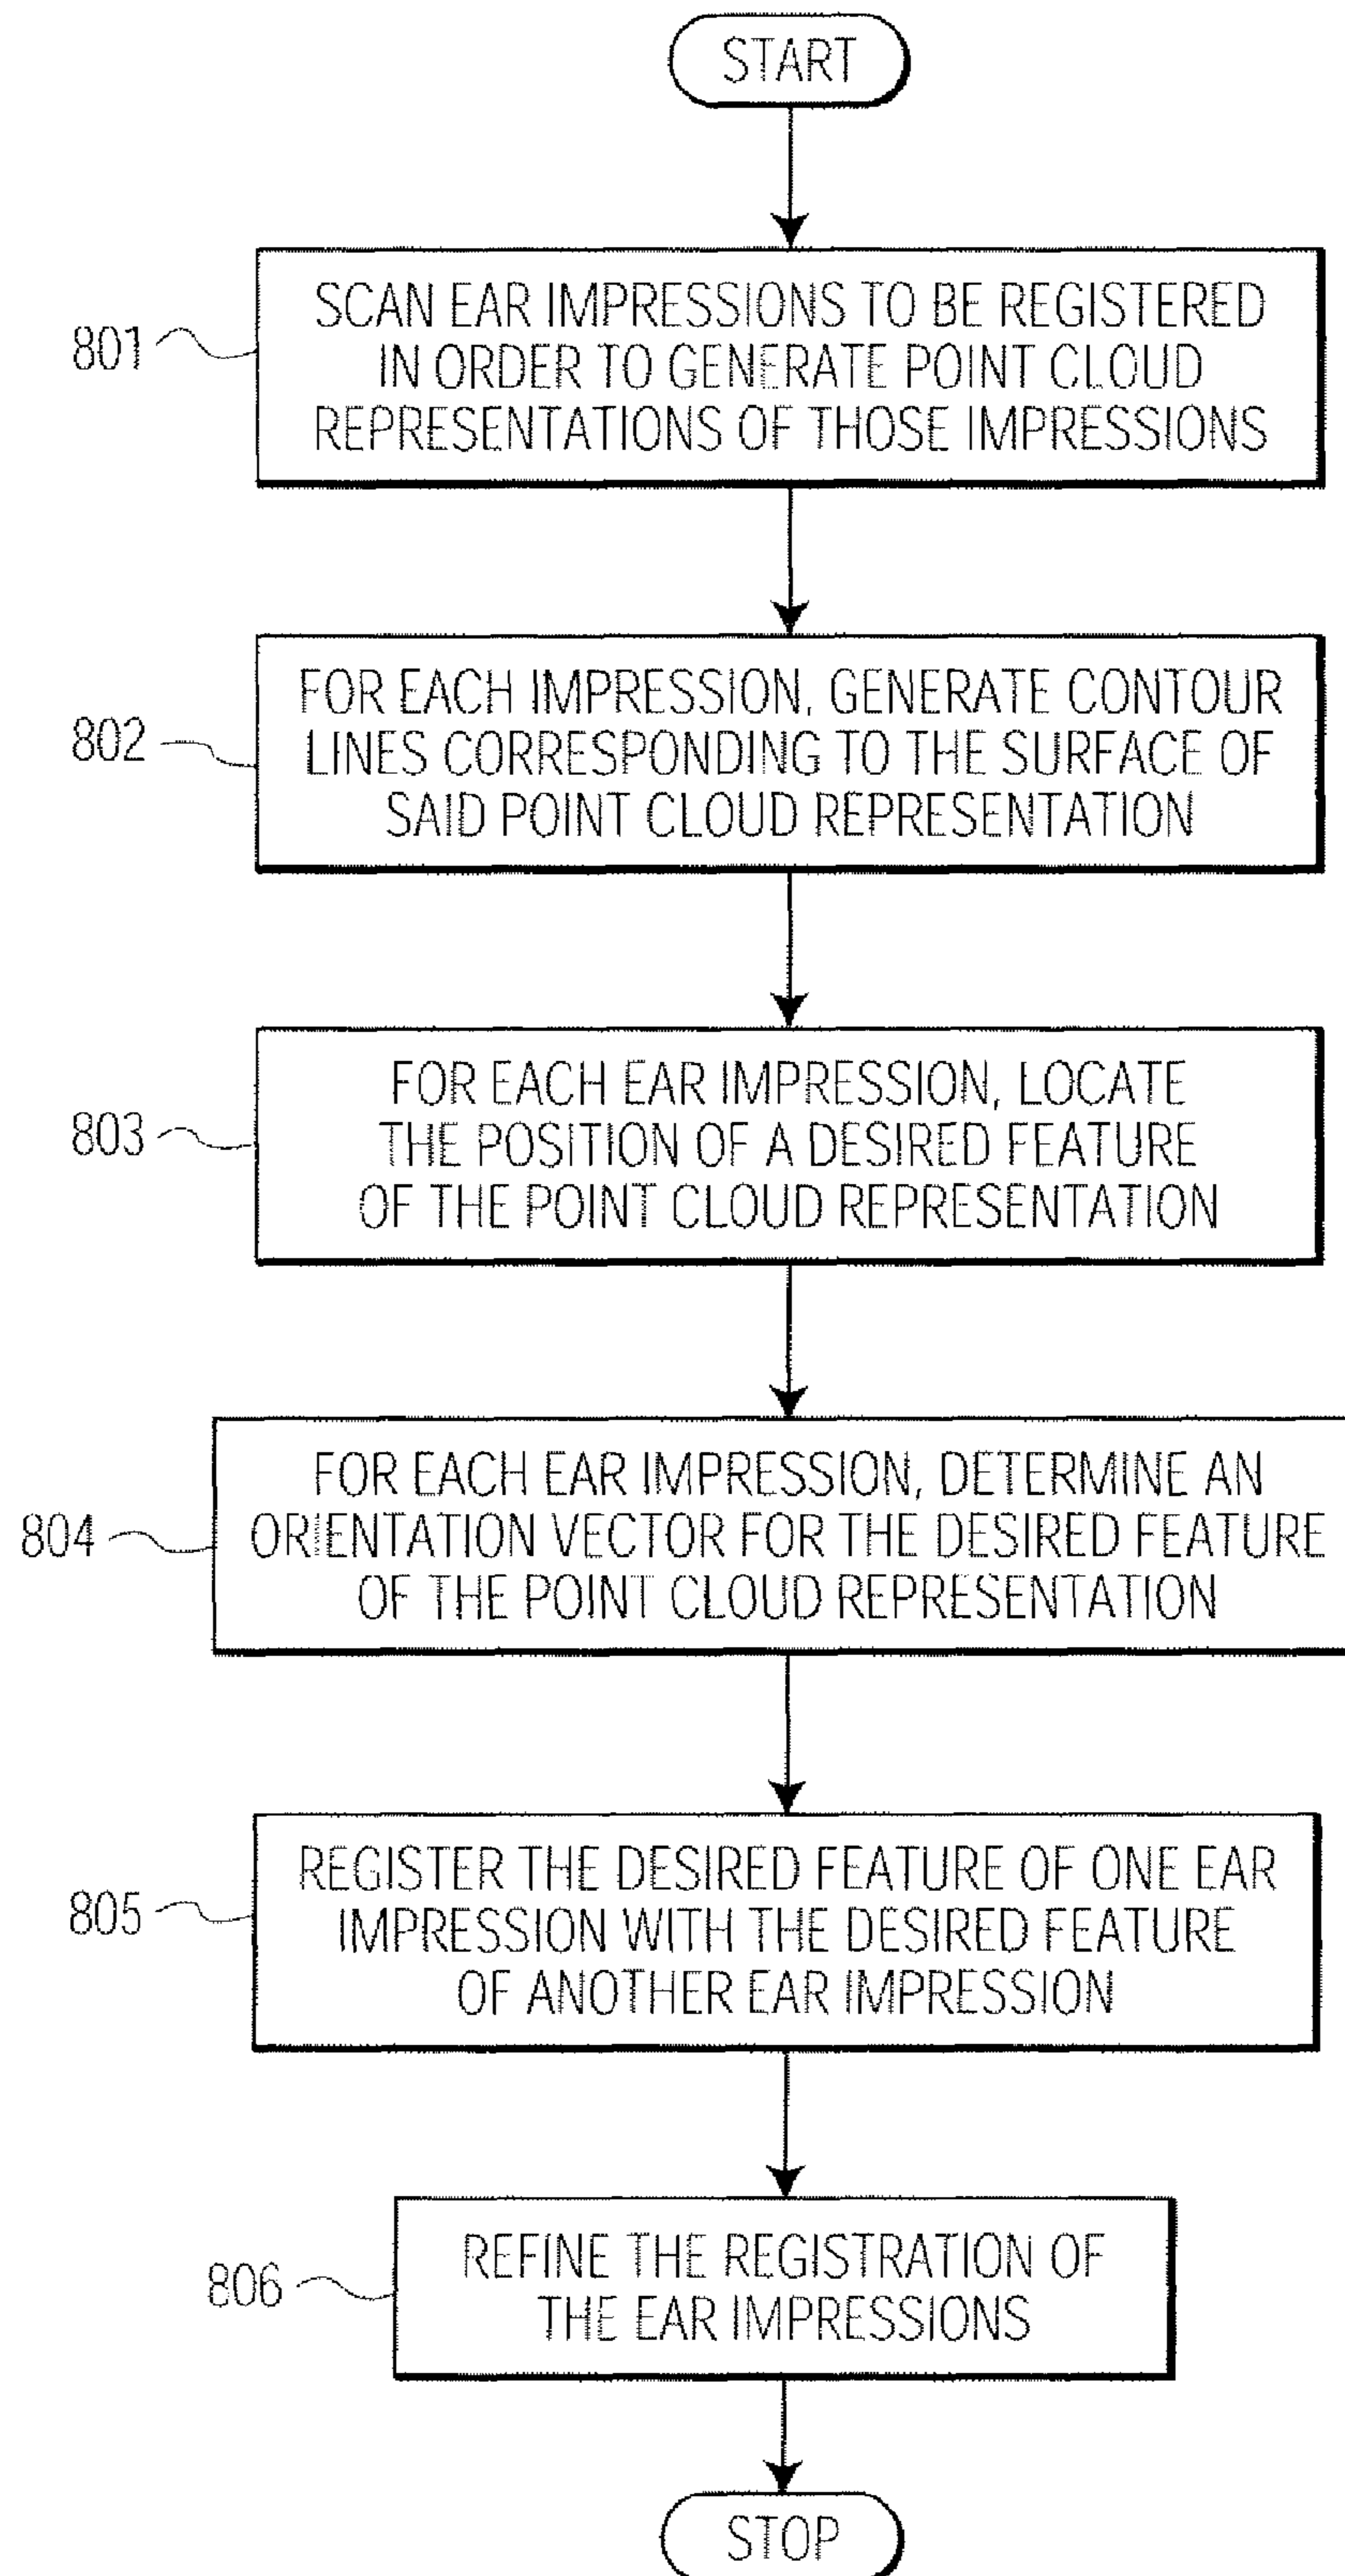 START
801
SCAN EAR IMPRESSIONS TO BE REGISTERED
IN ORDER TO GENERATE POINT CLOUD
REPRESENTATIONS OF THOSE IMPRESSIONS
802
FOR EACH IMPRESSION, GENERATE CONTOUR
LINES CORRESPONDING TO THE SURFACE OF
SAID POINT CLOUD REPRESENTATION
803
FOR EACH EAR IMPRESSION, LOCATE
THE POSITION OF A DESIRED FEATURE
OF THE POINT CLOUD REPRESENTATION
804
FOR EACH EAR IMPRESSION, DETERMINE AN
ORIENTATION VECTOR FOR THE DESIRED FEATURE
OF THE POINT CLOUD REPRESENTATION
805
REGISTER THE DESIRED FEATURE OF ONE EAR
IMPRESSION WITH THE DESIRED FEATURE
OF ANOTHER EAR IMPRESSION
806
REFINE THE REGISTRATION OF
THE EAR IMPRESSIONS
STOP